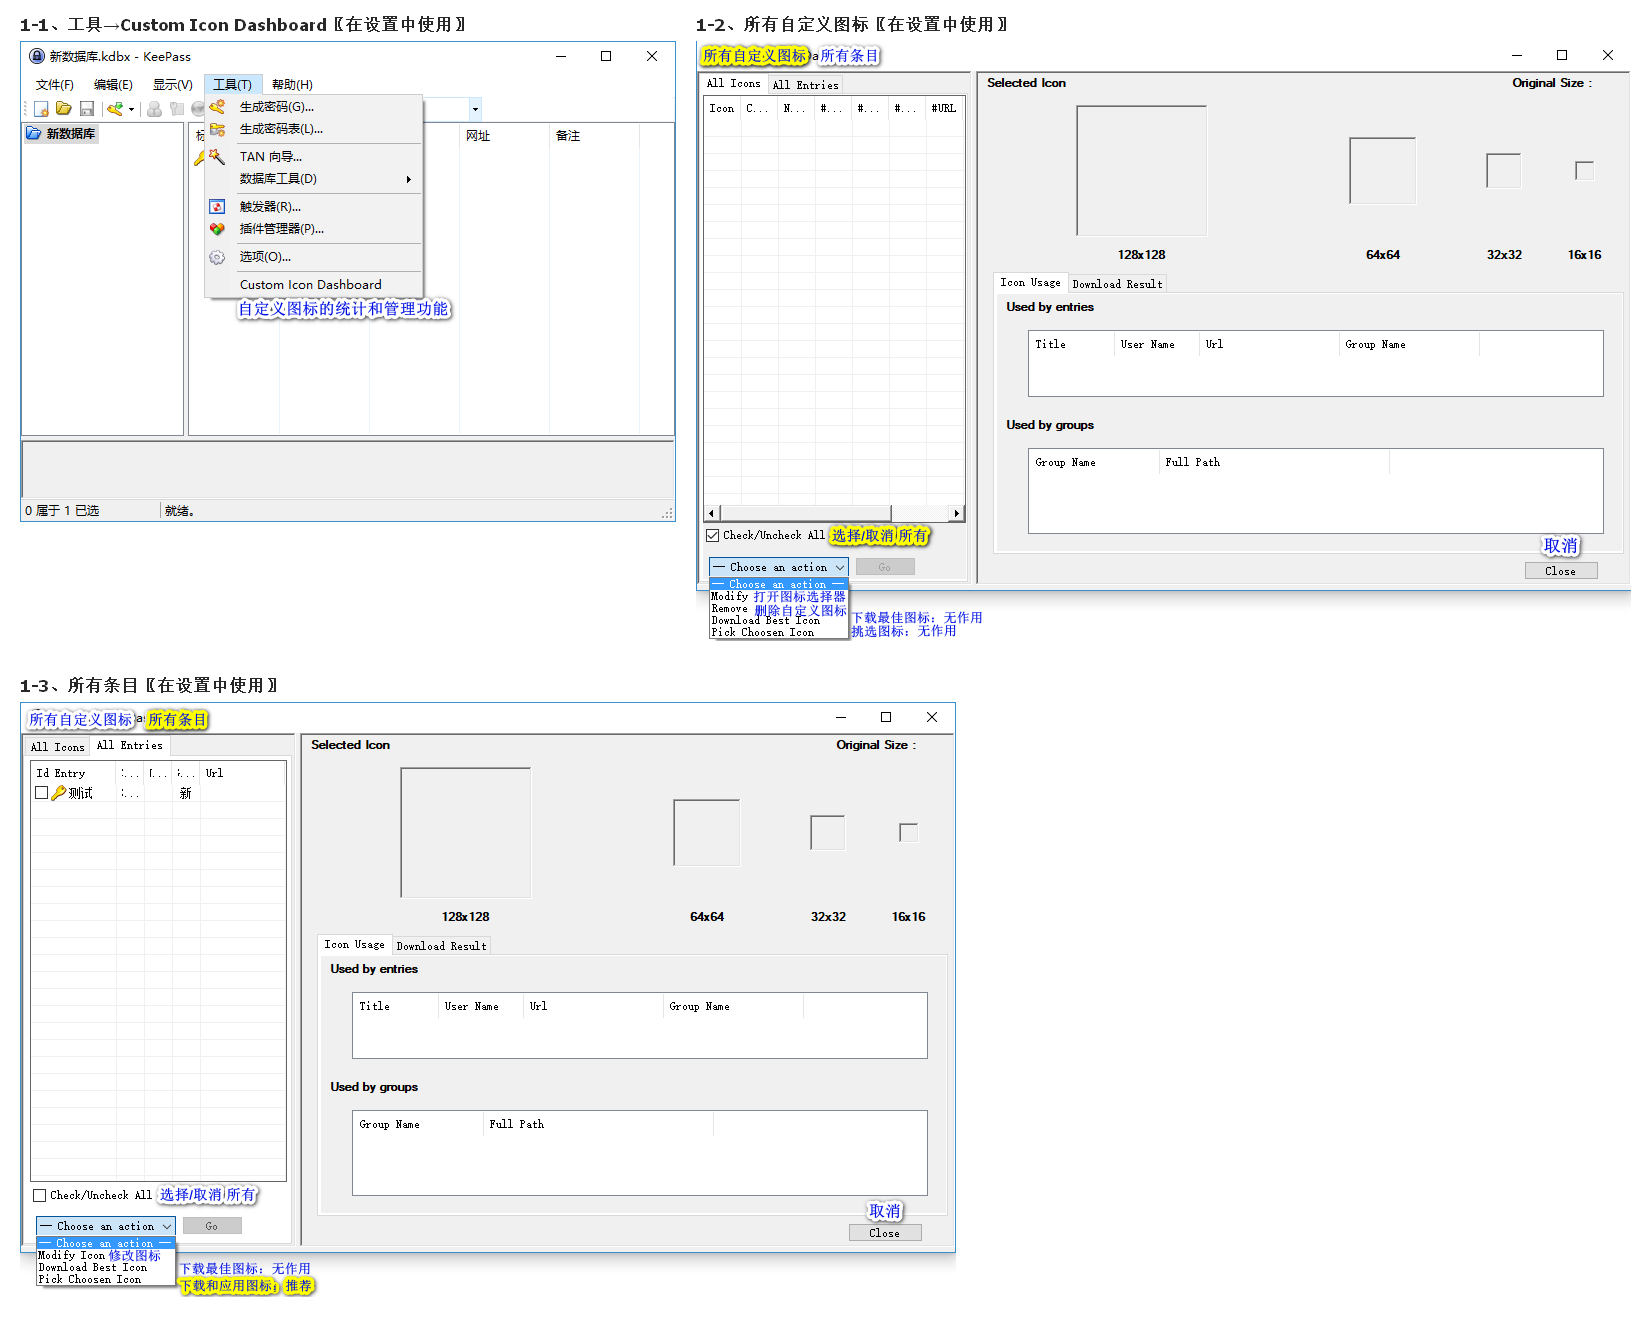 1-1、工具→Custom Icon Dashboard〖在设置中使用〗
新数据库.kdbx - KeePass
文件(F) 编辑(E) 显示(V) 工具(T) 帮助(H)
新数据库
网址 备注
生成密码(G)...
生成密码表(L)...
TAN 向导...
数据库工具(D)
触发器(R)...
插件管理器(P)...
选项(O)...
Custom Icon Dashboard
自定义图标的统计和管理功能
0 属于 1 已选 就绪。
1-2、所有自定义图标〖在设置中使用〗
所有自定义图标 所有条目
All Icons All Entries
Icon C... N... #... #... #... #URL
Check/Uncheck All 选择/取消 所有
— Choose an action Go
— Choose an action —
Modify 打开图标选择器
Remove 删除自定义图标
Download Best Icon 下载最佳图标：无作用
Pick Choosen Icon 挑选图标：无作用
Selected Icon Original Size :
128x128 64x64 32x32 16x16
Icon Usage Download Result
Used by entries
Title User Name Url Group Name
Used by groups
Group Name Full Path
取消
Close
1-3、所有条目〖在设置中使用〗
所有自定义图标 所有条目
All Icons All Entries
Id Entry Url
测试 新
Check/Uncheck All 选择/取消 所有
— Choose an action Go
— Choose an action —
Modify Icon 修改图标
Download Best Icon 下载最佳图标：无作用
Pick Choosen Icon 下载和应用图标：推荐
Selected Icon Original Size :
128x128 64x64 32x32 16x16
Icon Usage Download Result
Used by entries
Title User Name Url Group Name
Used by groups
Group Name Full Path
取消
Close